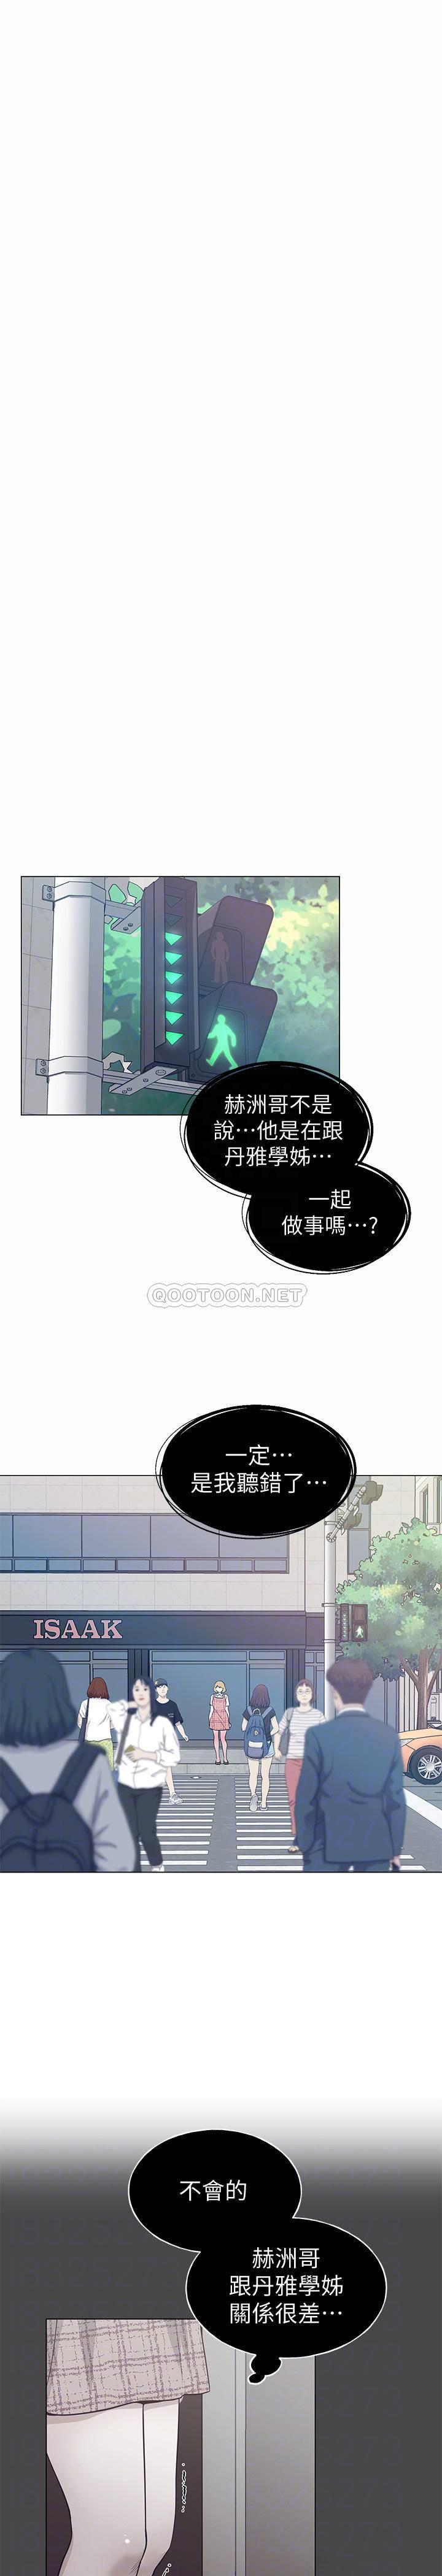 赫洲哥不是
說…他是在跟
丹雅學姊…
一起
做事嗎…?
QOOTOON.NET
一定…
是我聽錯了…
ISAAK
不會的
赫洲哥
跟丹雅學姊
關係很差…